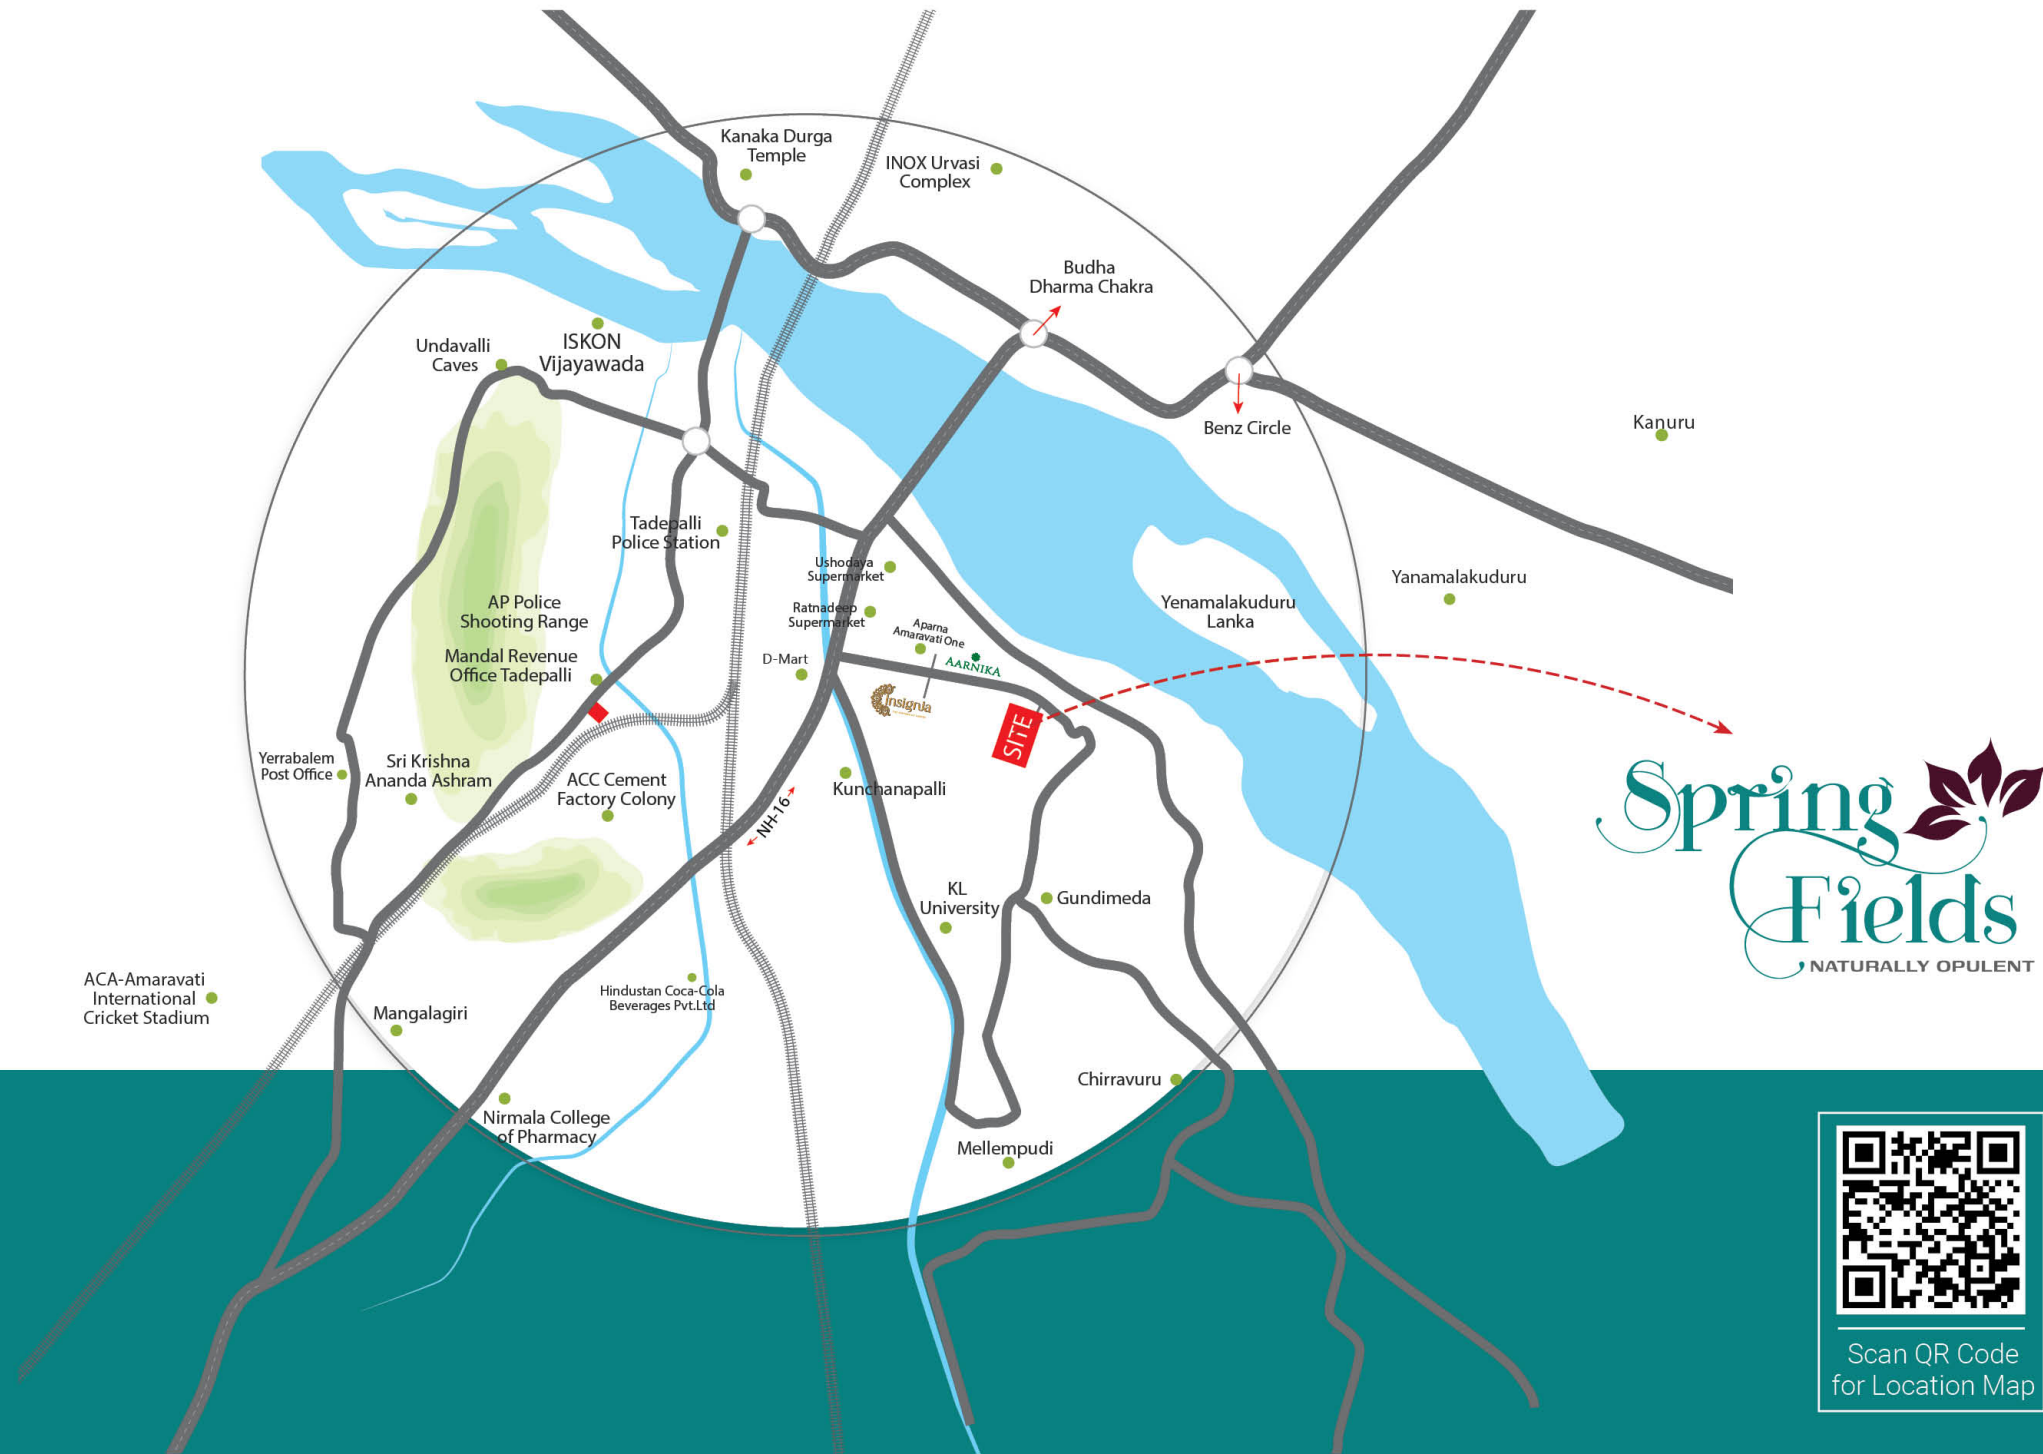 Kanaka Durga
Temple
INOX Urvasi
Complex
Budha
Dharma Chakra
Undavalli
Caves
ISKON
Vijayawada
Benz Circle
Kanuru
Tadepalli
Police Station
Ushodaya
Supermarket
Yanamalakuduru
AP Police
Shooting Range
Ratnadeep
Supermarket
Yenamalakuduru
Lanka
Aparna
Amaravati One
AARNIKA
Mandal Revenue
Office Tadepalli
D-Mart
Insignia
SITE
Yerrabalem
Post Office
Sri Krishna
Ananda Ashram
ACC Cement
Factory Colony
NH-16
Kunchanapalli
Spring
Fields
NATURALLY OPULENT
KL
University
Gundimeda
ACA-Amaravati
International
Cricket Stadium
Mangalagiri
Hindustan Coca-Cola
Beverages Pvt.Ltd
Chirravuru
Nirmala College
of Pharmacy
Mellempudi
Scan QR Code
for Location Map